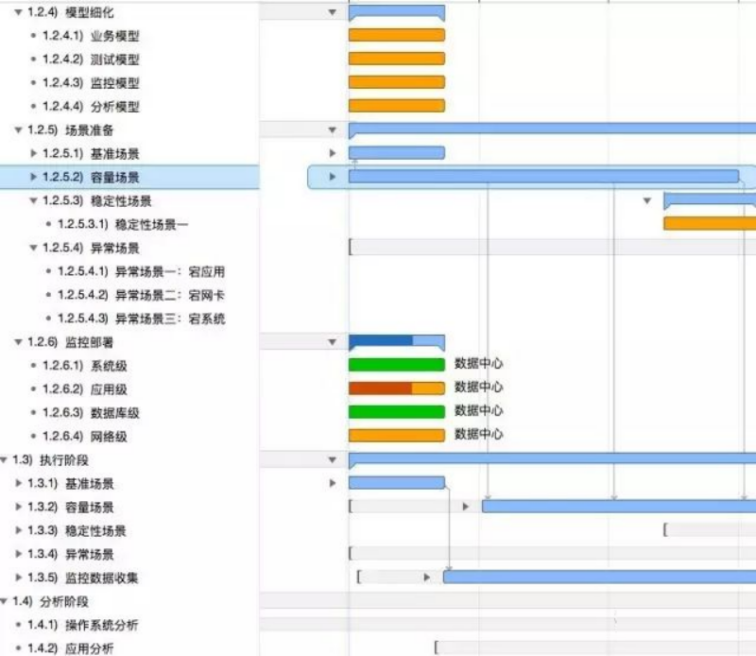 1.2.4) 模型细化
1.2.4.1) 业务模型
1.2.4.2) 测试模型
1.2.4.3) 监控模型
1.2.4.4) 分析模型
1.2.5) 场景准备
1.2.5.1) 基准场景
1.2.5.2) 容量场景
1.2.5.3) 稳定性场景
1.2.5.3.1) 稳定性场景一
1.2.5.4) 异常场景
1.2.5.4.1) 异常场景一：宕应用
1.2.5.4.2) 异常场景二：宕网卡
1.2.5.4.3) 异常场景三：宕系统
1.2.6) 监控部署
1.2.6.1) 系统级 数据中心
1.2.6.2) 应用级 数据中心
1.2.6.3) 数据库级 数据中心
1.2.6.4) 网络级 数据中心
1.3) 执行阶段
1.3.1) 基准场景
1.3.2) 容量场景
1.3.3) 稳定性场景
1.3.4) 异常场景
1.3.5) 监控数据收集
1.4) 分析阶段
1.4.1) 操作系统分析
1.4.2) 应用分析